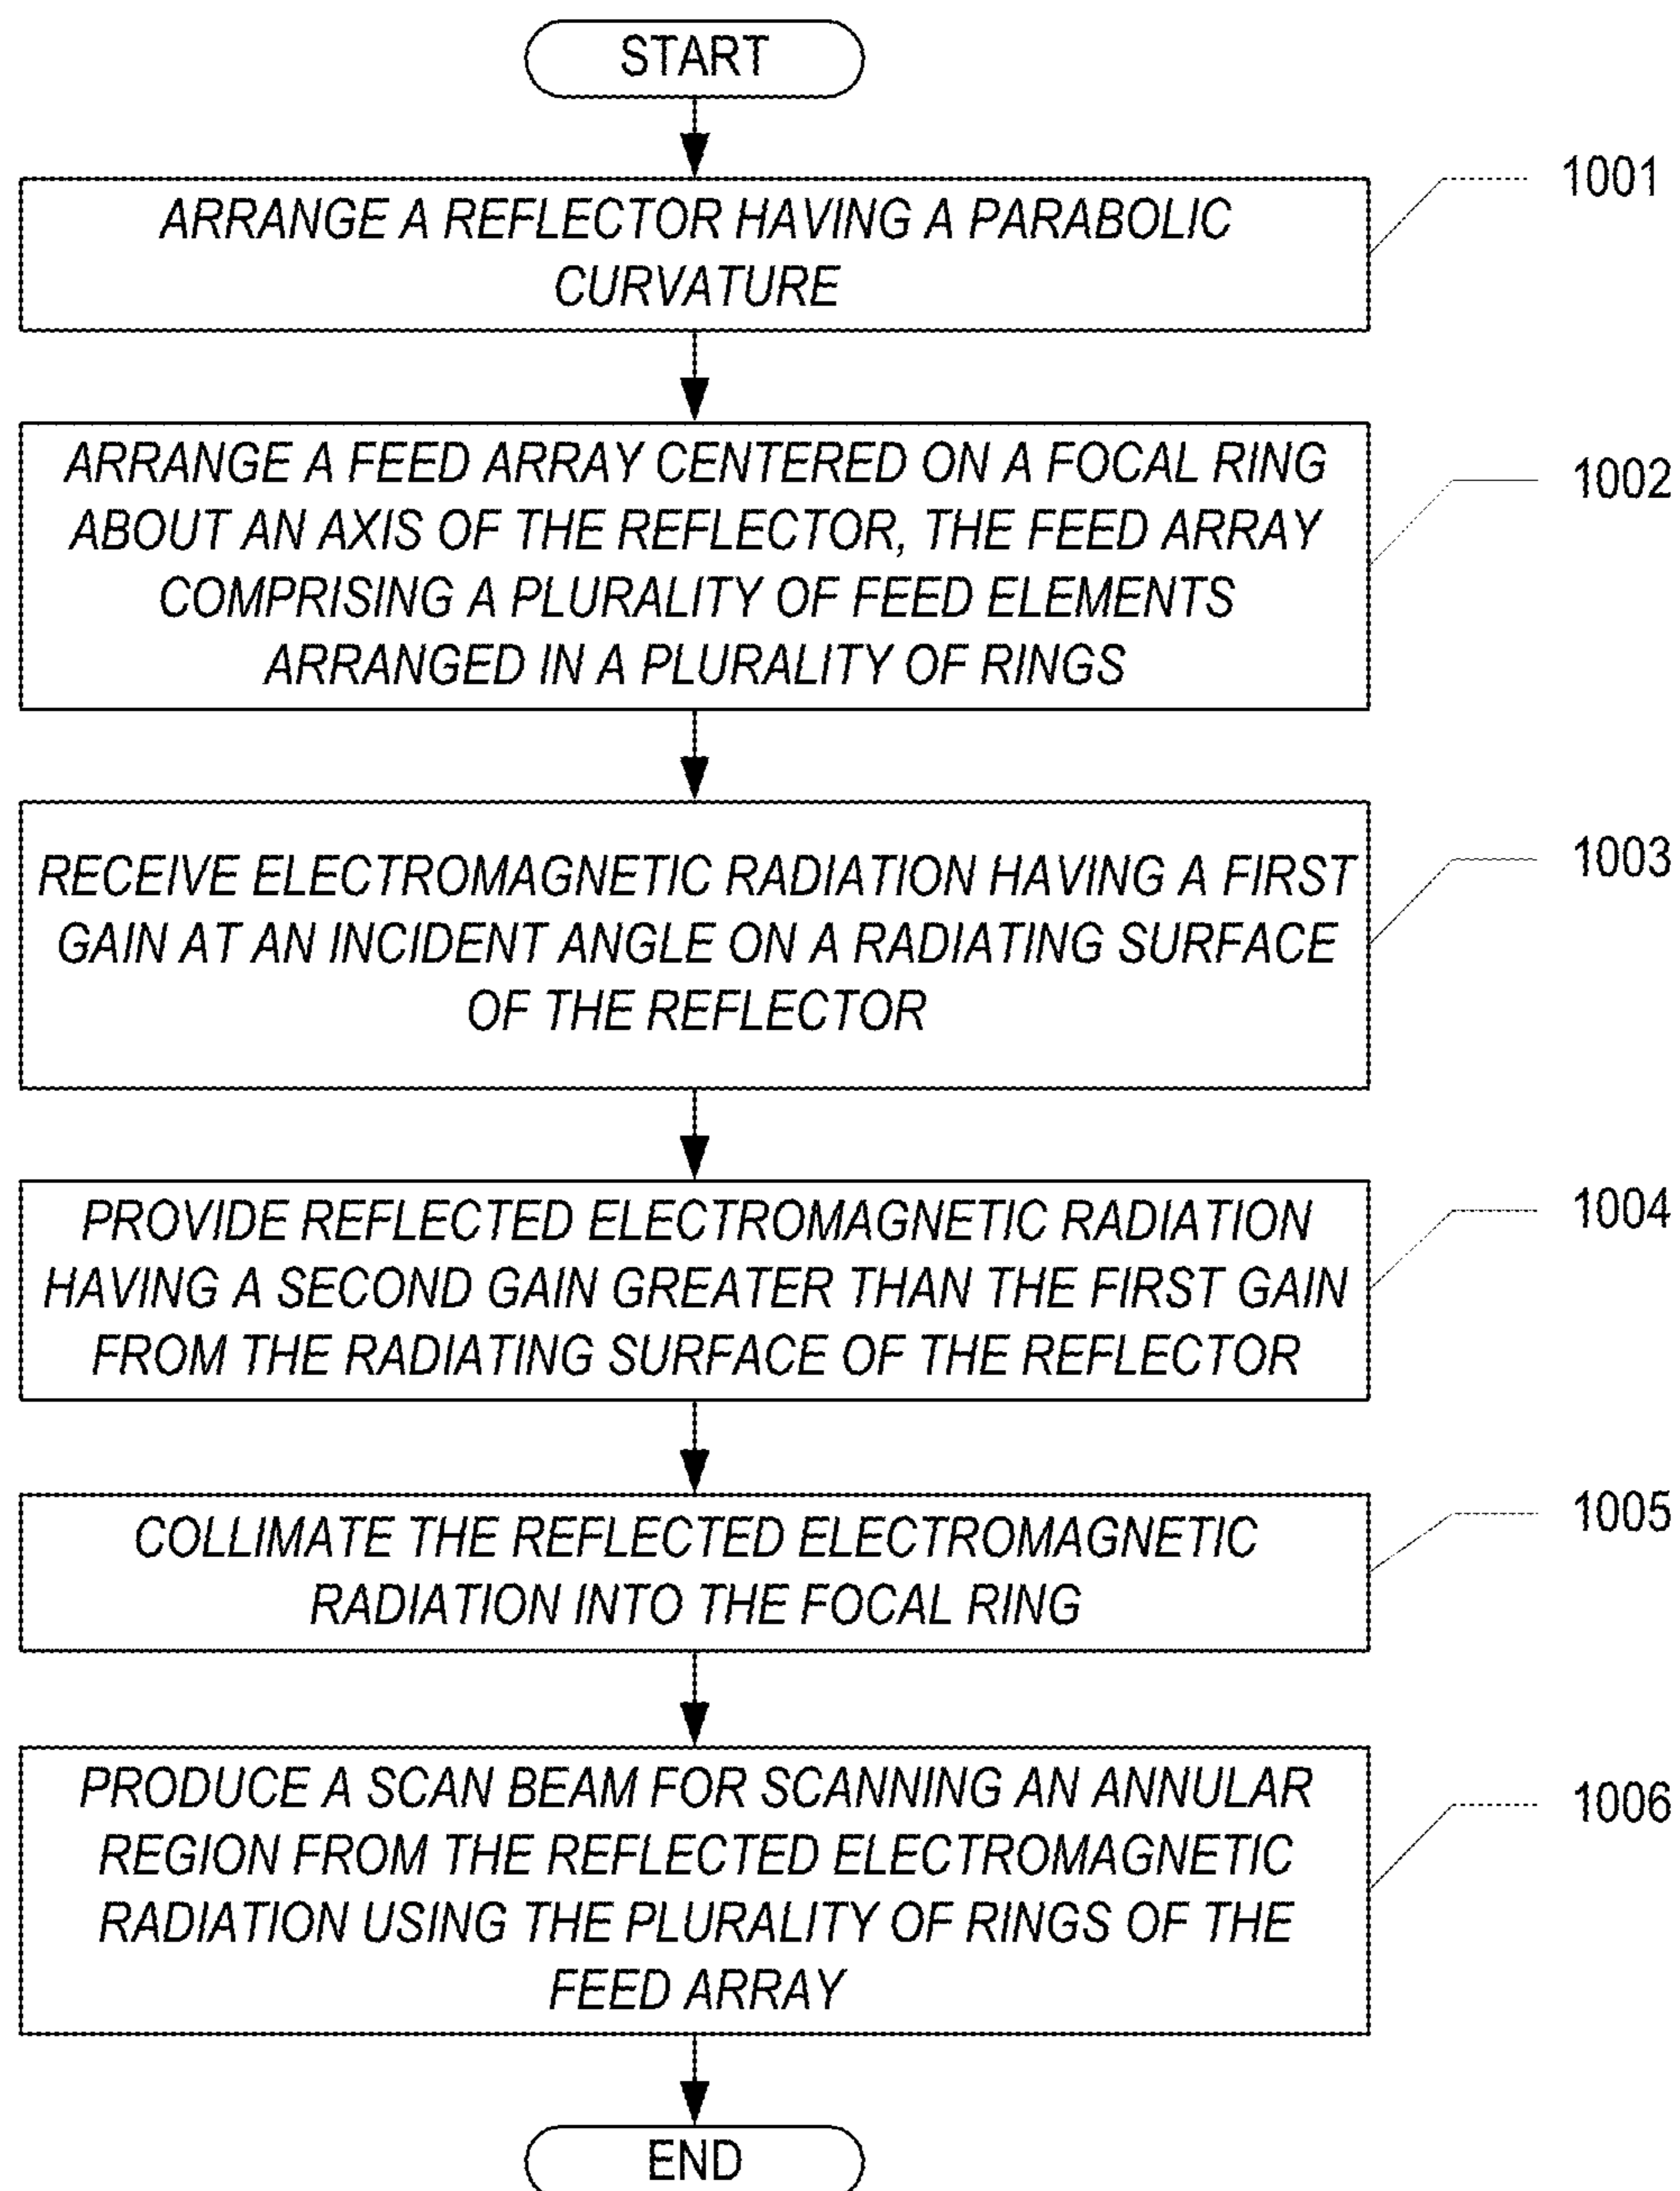 START
ARRANGE A REFLECTOR HAVING A PARABOLIC
CURVATURE
1001
ARRANGE A FEED ARRAY CENTERED ON A FOCAL RING
ABOUT AN AXIS OF THE REFLECTOR, THE FEED ARRAY
COMPRISING A PLURALITY OF FEED ELEMENTS
ARRANGED IN A PLURALITY OF RINGS
1002
RECEIVE ELECTROMAGNETIC RADIATION HAVING A FIRST
GAIN AT AN INCIDENT ANGLE ON A RADIATING SURFACE
OF THE REFLECTOR
1003
PROVIDE REFLECTED ELECTROMAGNETIC RADIATION
HAVING A SECOND GAIN GREATER THAN THE FIRST GAIN
FROM THE RADIATING SURFACE OF THE REFLECTOR
1004
COLLIMATE THE REFLECTED ELECTROMAGNETIC
RADIATION INTO THE FOCAL RING
1005
PRODUCE A SCAN BEAM FOR SCANNING AN ANNULAR
REGION FROM THE REFLECTED ELECTROMAGNETIC
RADIATION USING THE PLURALITY OF RINGS OF THE
FEED ARRAY
1006
END